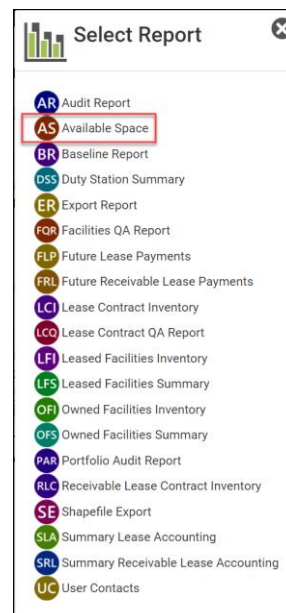 Select Report
AR Audit Report
AS Available Space
BR Baseline Report
DSS Duty Station Summary
ER Export Report
FQR Facilities QA Report
FLP Future Lease Payments
FRL Future Receivable Lease Payments
LCI Lease Contract Inventory
LCQ Lease Contract QA Report
LFI Leased Facilities Inventory
LFS Leased Facilities Summary
OFI Owned Facilities Inventory
OFS Owned Facilities Summary
PAR Portfolio Audit Report
RLC Receivable Lease Contract Inventory
SE Shapefile Export
SLA Summary Lease Accounting
SRL Summary Receivable Lease Accounting
UC User Contacts